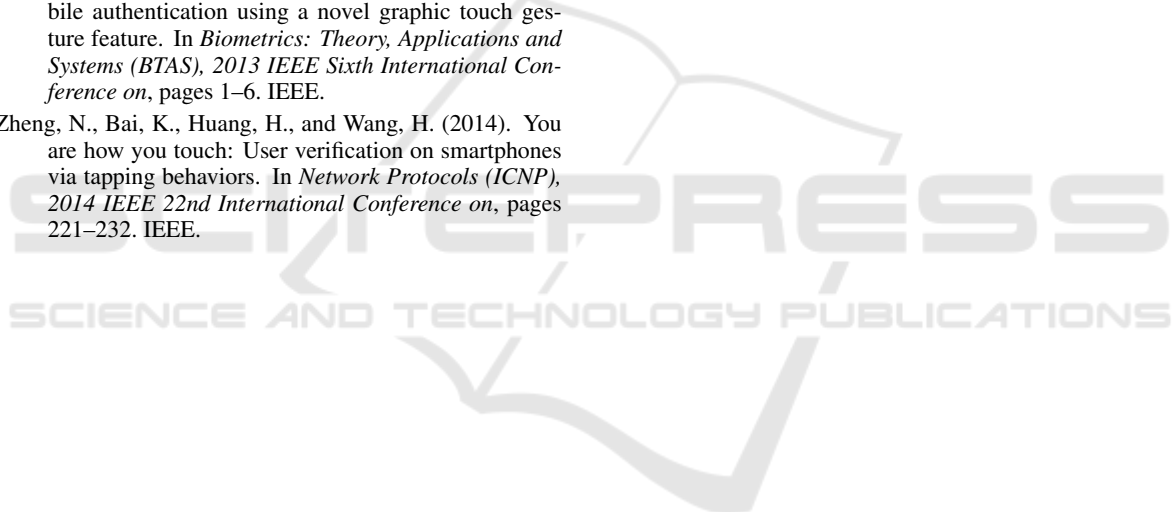 bile authentication using a novel graphic touch ges-
ture feature. In Biometrics: Theory, Applications and
Systems (BTAS), 2013 IEEE Sixth International Con-
ference on, pages 1–6. IEEE.
Zheng, N., Bai, K., Huang, H., and Wang, H. (2014). You
are how you touch: User verification on smartphones
via tapping behaviors. In Network Protocols (ICNP),
2014 IEEE 22nd International Conference on, pages
221–232. IEEE.
SCITEPRESS
SCIENCE AND TECHNOLOGY PUBLICATIONS